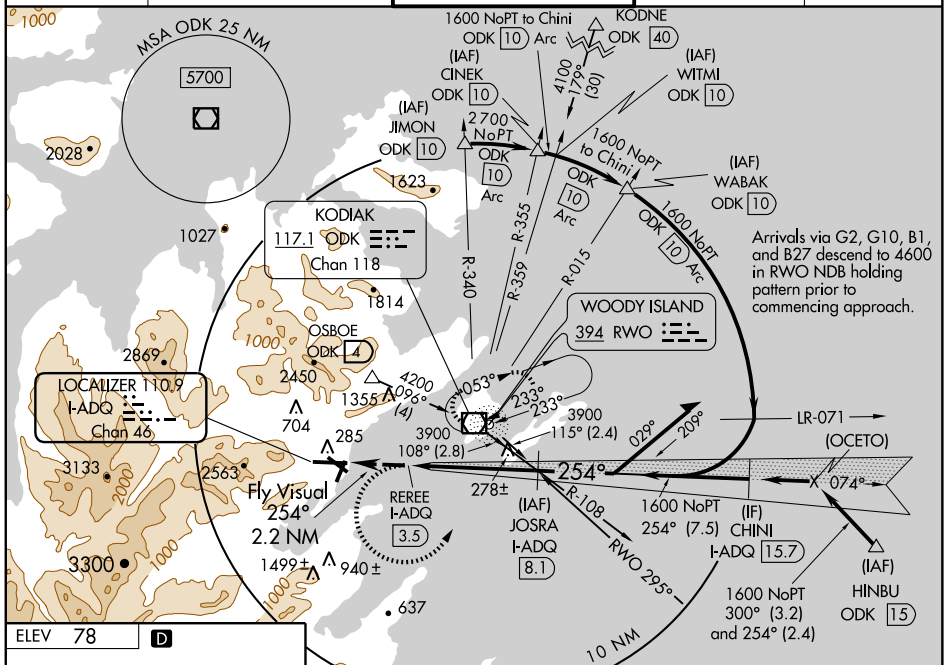 1000
MSA ODK 25 NM
5700
2028
1027
1600 NoPT to Chini
ODK 10 Arc
KODNE
ODK 40
4100
179°
(30)
(IAF)
CINEK
ODK 10
(IAF)
WITMI
ODK 10
(IAF)
JIMON
ODK 10
2700
NoPT
ODK
10
Arc
1600 NoPT
to Chini
ODK
10
Arc
(IAF)
WABAK
ODK 10
1600 NoPT
ODK 10 Arc
1623
KODIAK
117.1 ODK
Chan 118
R-340
R-355
R-359
R-015
Arrivals via G2, G10, B1,
and B27 descend to 4600
in RWO NDB holding
pattern prior to
commencing approach.
1814
WOODY ISLAND
394 RWO
1000
OSBOE
ODK 4
2869
2450
1355
4200
096°
(4)
053°
233°
233°
LOCALIZER 110.9
I-ADQ
Chan 46
704
285
3900
108° (2.8)
3900
115° (2.4)
029°
209°
LR-071
(OCETO)
3133
2000
2563
Fly Visual
254°
2.2 NM
278±
254°
074°
REREE
I-ADQ
3.5
(IAF)
JOSRA
I-ADQ
8.1
R-108
RWO 295°
1600 NoPT
254° (7.5)
(IF)
CHINI
I-ADQ 15.7
(IAF)
HINBU
ODK 15
1600 NoPT
300° (3.2)
and 254° (2.4)
1000
3300
1499±
940±
1000
637
10 NM
ELEV 78
D